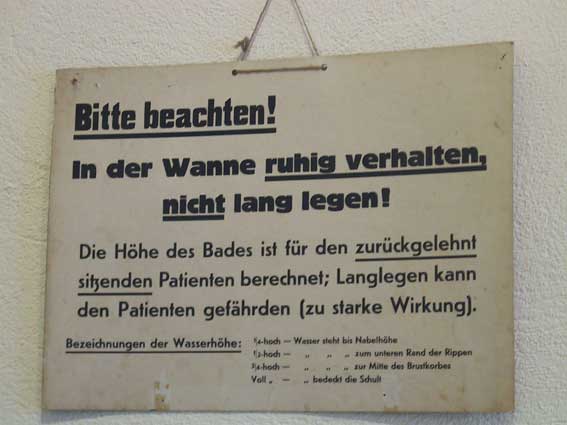 Bitte beachten!
In der Wanne ruhig verhalten,
nicht lang legen!
Die Höhe des Bades ist für den zurückgelehnt
sitzenden Patienten berechnet; Langlegen kann
den Patienten gefährden (zu starke Wirkung).
Bezeichnungen der Wasserhöhe: ¼-hoch — Wasser steht bis Nabelhöhe
½-hoch — „ „ „ zum unteren Rand der Rippen
¾-hoch — „ „ „ zur Mitte des Brustkorbes
Voll „ — „ bedeckt die Schult